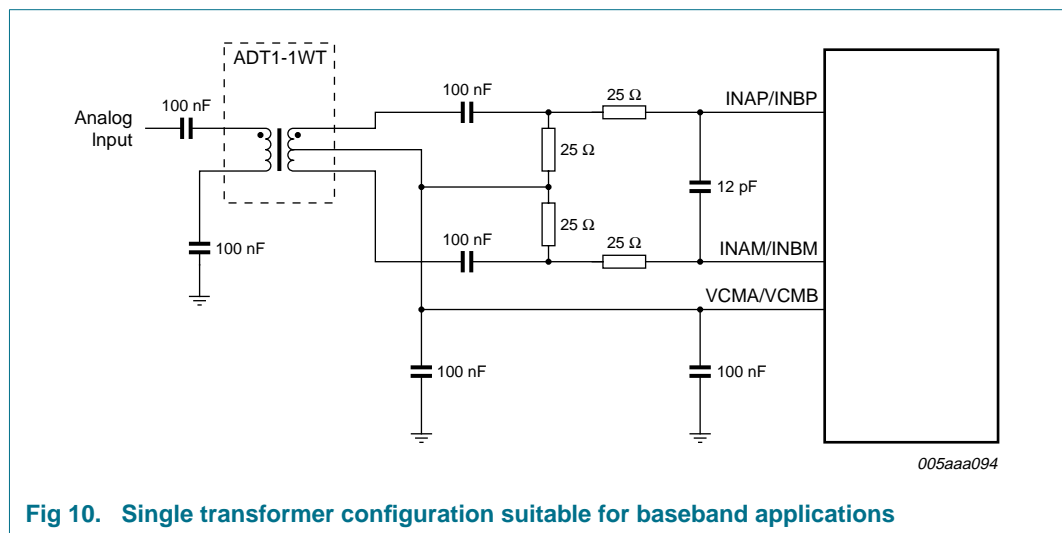 ADT1-1WT
100 nF
Analog
Input
100 nF
100 nF
25 Ω
INAP/INBP
25 Ω
12 pF
25 Ω
100 nF
25 Ω
INAM/INBM
VCMA/VCMB
100 nF
100 nF
005aaa094
Fig 10. Single transformer configuration suitable for baseband applications